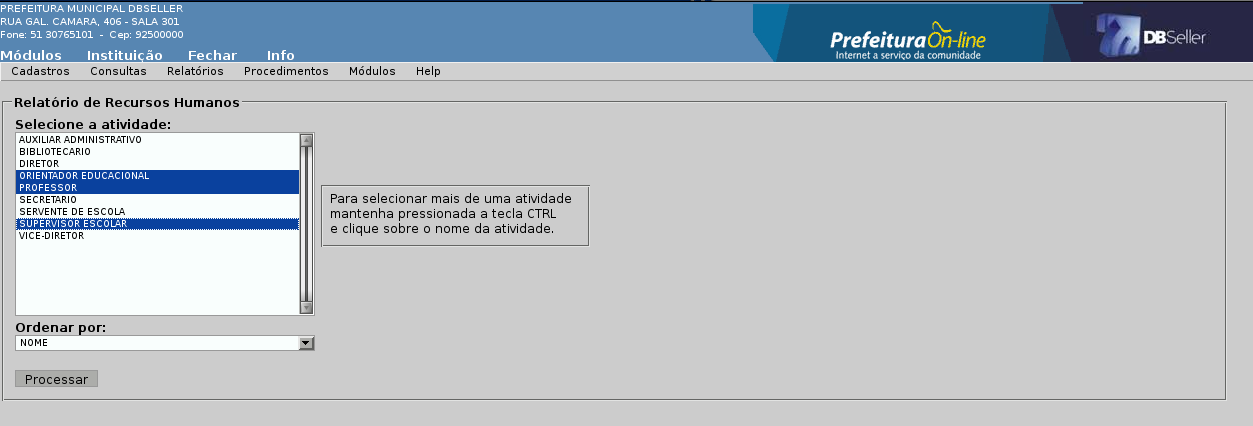 PREFEITURA MUNICIPAL DBSELLER
RUA GAL. CAMARA, 406 - SALA 301
Fone: 51 30765101 - Cep: 92500000
Módulos Instituição Fechar Info
PrefeituraOn-line
Internet a serviço da comunidade
DBSeller
Cadastros Consultas Relatórios Procedimentos Módulos Help
Relatório de Recursos Humanos
Selecione a atividade:
AUXILIAR ADMINISTRATIVO
BIBLIOTECARIO
DIRETOR
ORIENTADOR EDUCACIONAL
PROFESSOR
SECRETARIO
SERVENTE DE ESCOLA
SUPERVISOR ESCOLAR
VICE-DIRETOR
Para selecionar mais de uma atividade
mantenha pressionada a tecla CTRL
e clique sobre o nome da atividade.
Ordenar por:
NOME
Processar